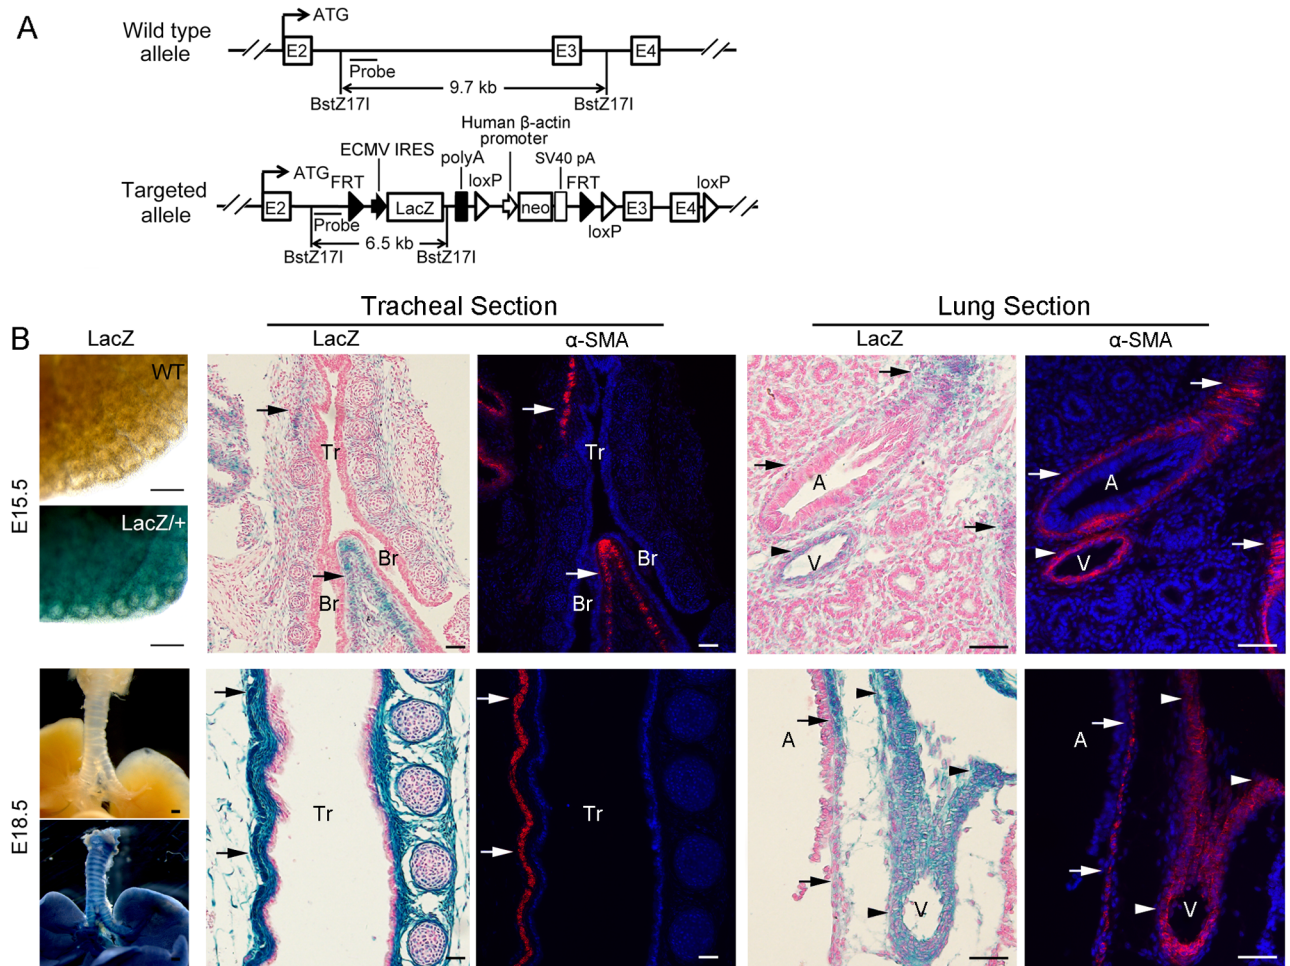 A
Wild type
allele
ATG
E2
E3
E4
Probe
9.7 kb
BstZ17I
BstZ17I
Human β-actin
promoter
ECMV IRES
polyA
SV40 pA
Targeted
allele
ATG
FRT
loxP
FRT
loxP
E2
LacZ
neo
E3
E4
Probe
loxP
6.5 kb
BstZ17I
BstZ17I
B
Tracheal Section
Lung Section
LacZ
LacZ
α-SMA
LacZ
α-SMA
E15.5
WT
LacZ/+
Tr
Br
Br
Tr
Br
Br
A
V
A
V
E18.5
Tr
Tr
A
V
A
V